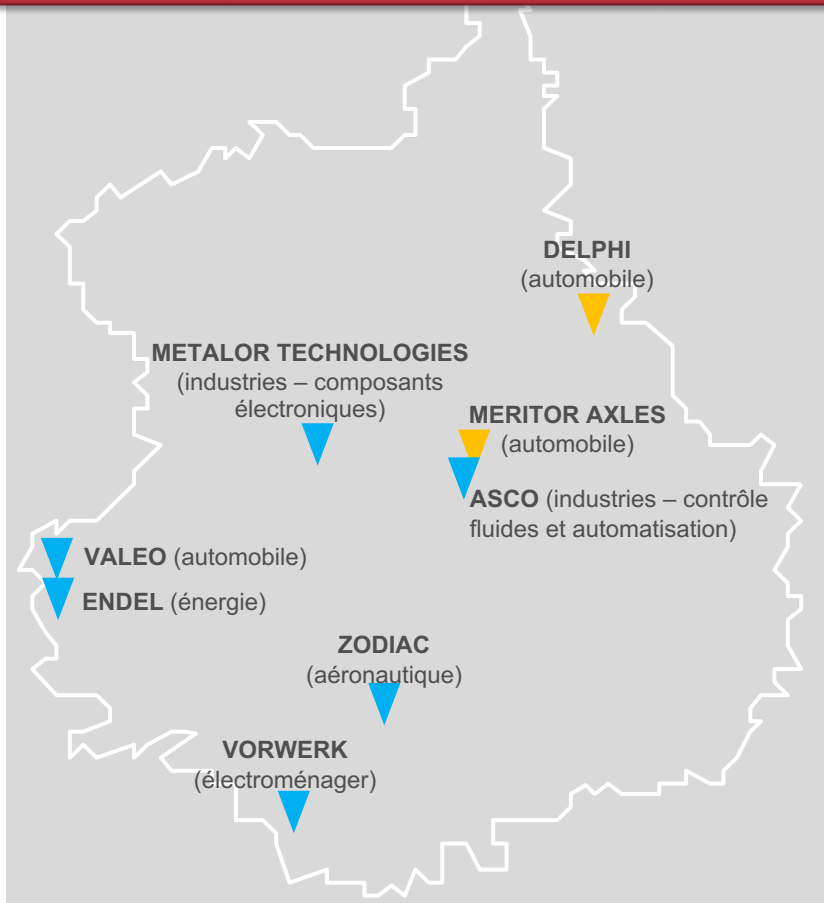 DELPHI
(automobile)
METALOR TECHNOLOGIES
(industries – composants
électroniques)
MERITOR AXLES
(automobile)
ASCO (industries – contrôle
fluides et automatisation)
VALEO (automobile)
ENDEL (énergie)
ZODIAC
(aéronautique)
VORWERK
(électroménager)